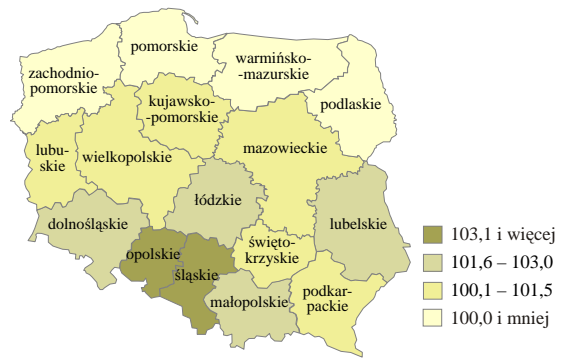 pomorskie
warmińsko-
-mazurskie
zachodnio-
pomorskie
podlaskie
kujawsko-
-pomorskie
lubu-
skie
wielkopolskie
mazowieckie
łódzkie
dolnośląskie
lubelskie
opolskie
śląskie
święto-
krzyskie
małopolskie
podkar-
packie
103,1 i więcej
101,6 – 103,0
100,1 – 101,5
100,0 i mniej